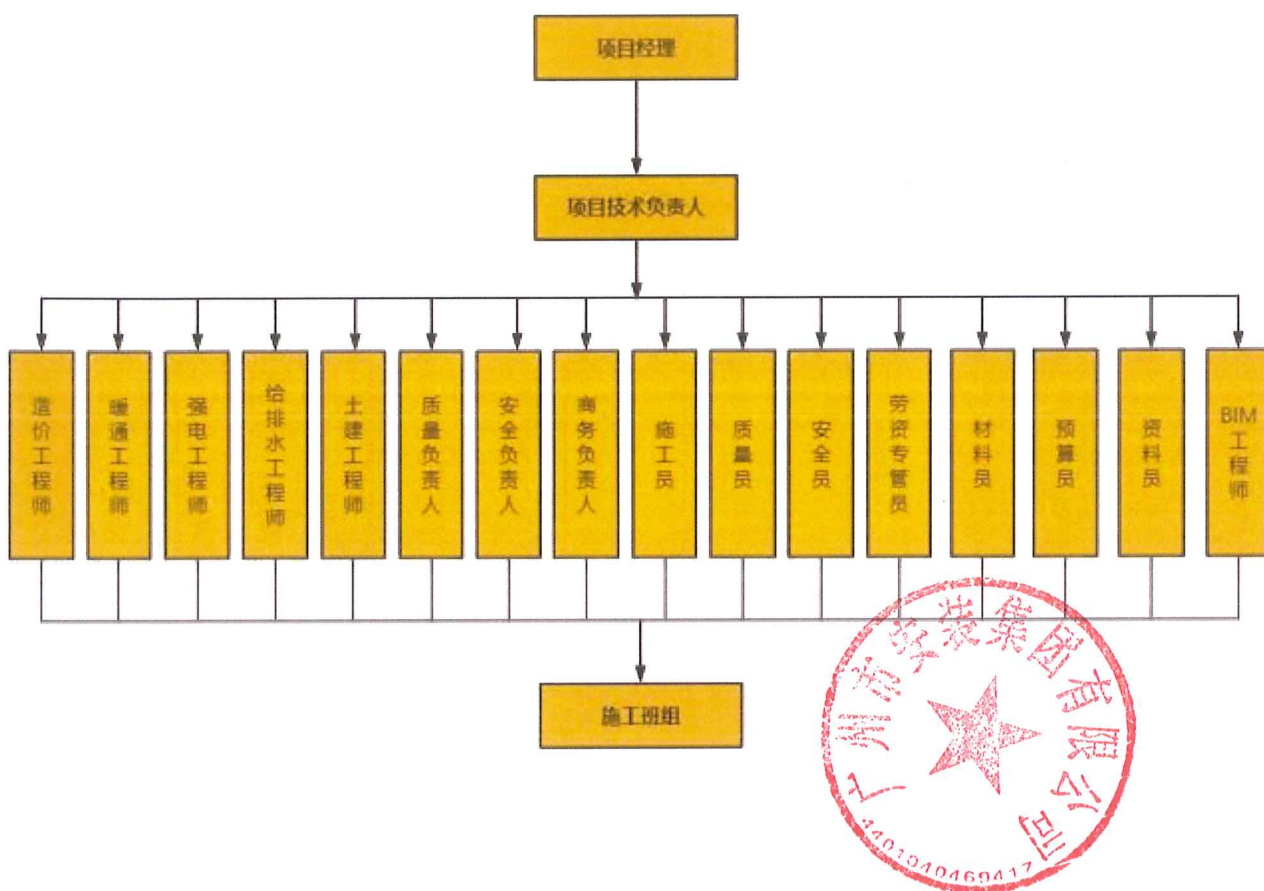 项目经理
项目技术负责人
造价工程师
暖通工程师
强电工程师
给排水工程师
土建工程师
质量负责人
安全负责人
商务负责人
施工员
质量员
安全员
劳资专管员
材料员
预算员
资料员
BIM工程师
施工班组
广州市安装集团有限公司
4401040469417